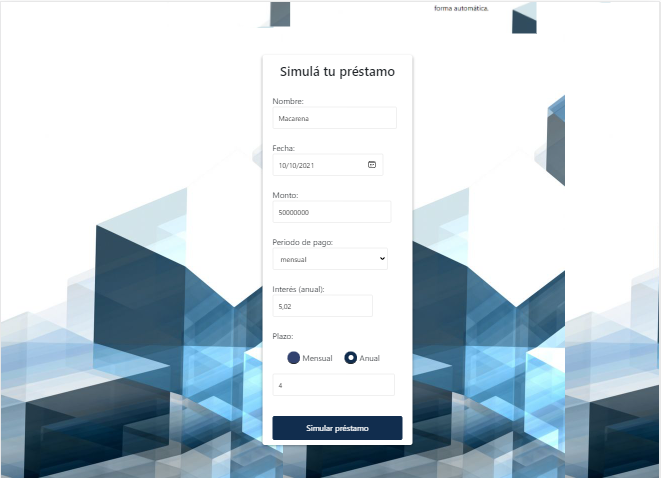 forma automática.
Simulá tu préstamo
Nombre:
Macarena
Fecha:
10/10/2021
Monto:
50000000
Periodo de pago:
mensual
Interés (anual):
5,02
Plazo:
Mensual Anual
4
Simular préstamo